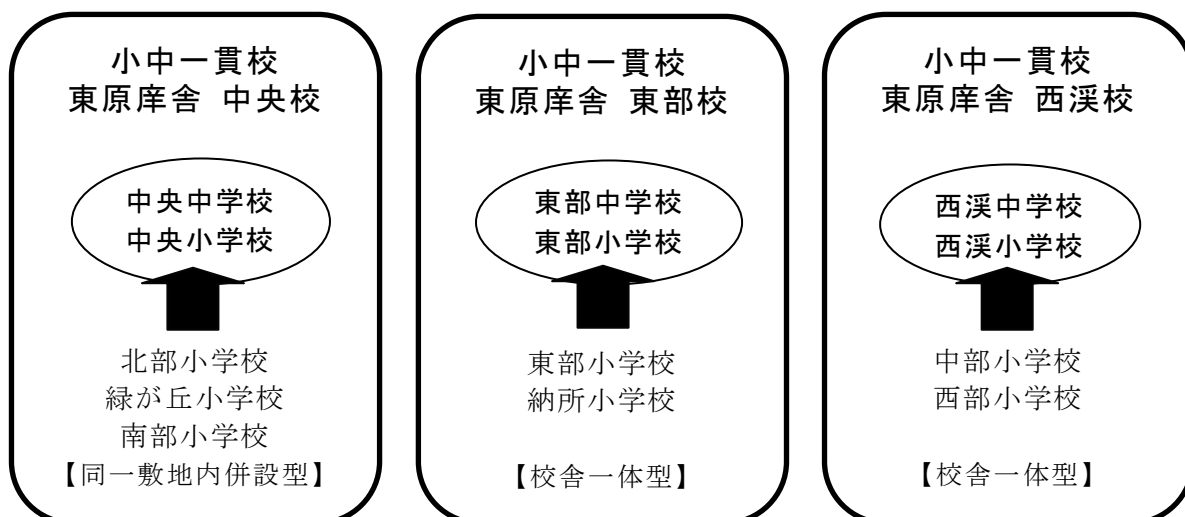 小中一貫校
東原庠舎 中央校
中央中学校
中央小学校
北部小学校
緑が丘小学校
南部小学校
【同一敷地内併設型】
小中一貫校
東原庠舎 東部校
東部中学校
東部小学校
東部小学校
納所小学校
【校舎一体型】
小中一貫校
東原庠舎 西溪校
西溪中学校
西溪小学校
中部小学校
西部小学校
【校舎一体型】